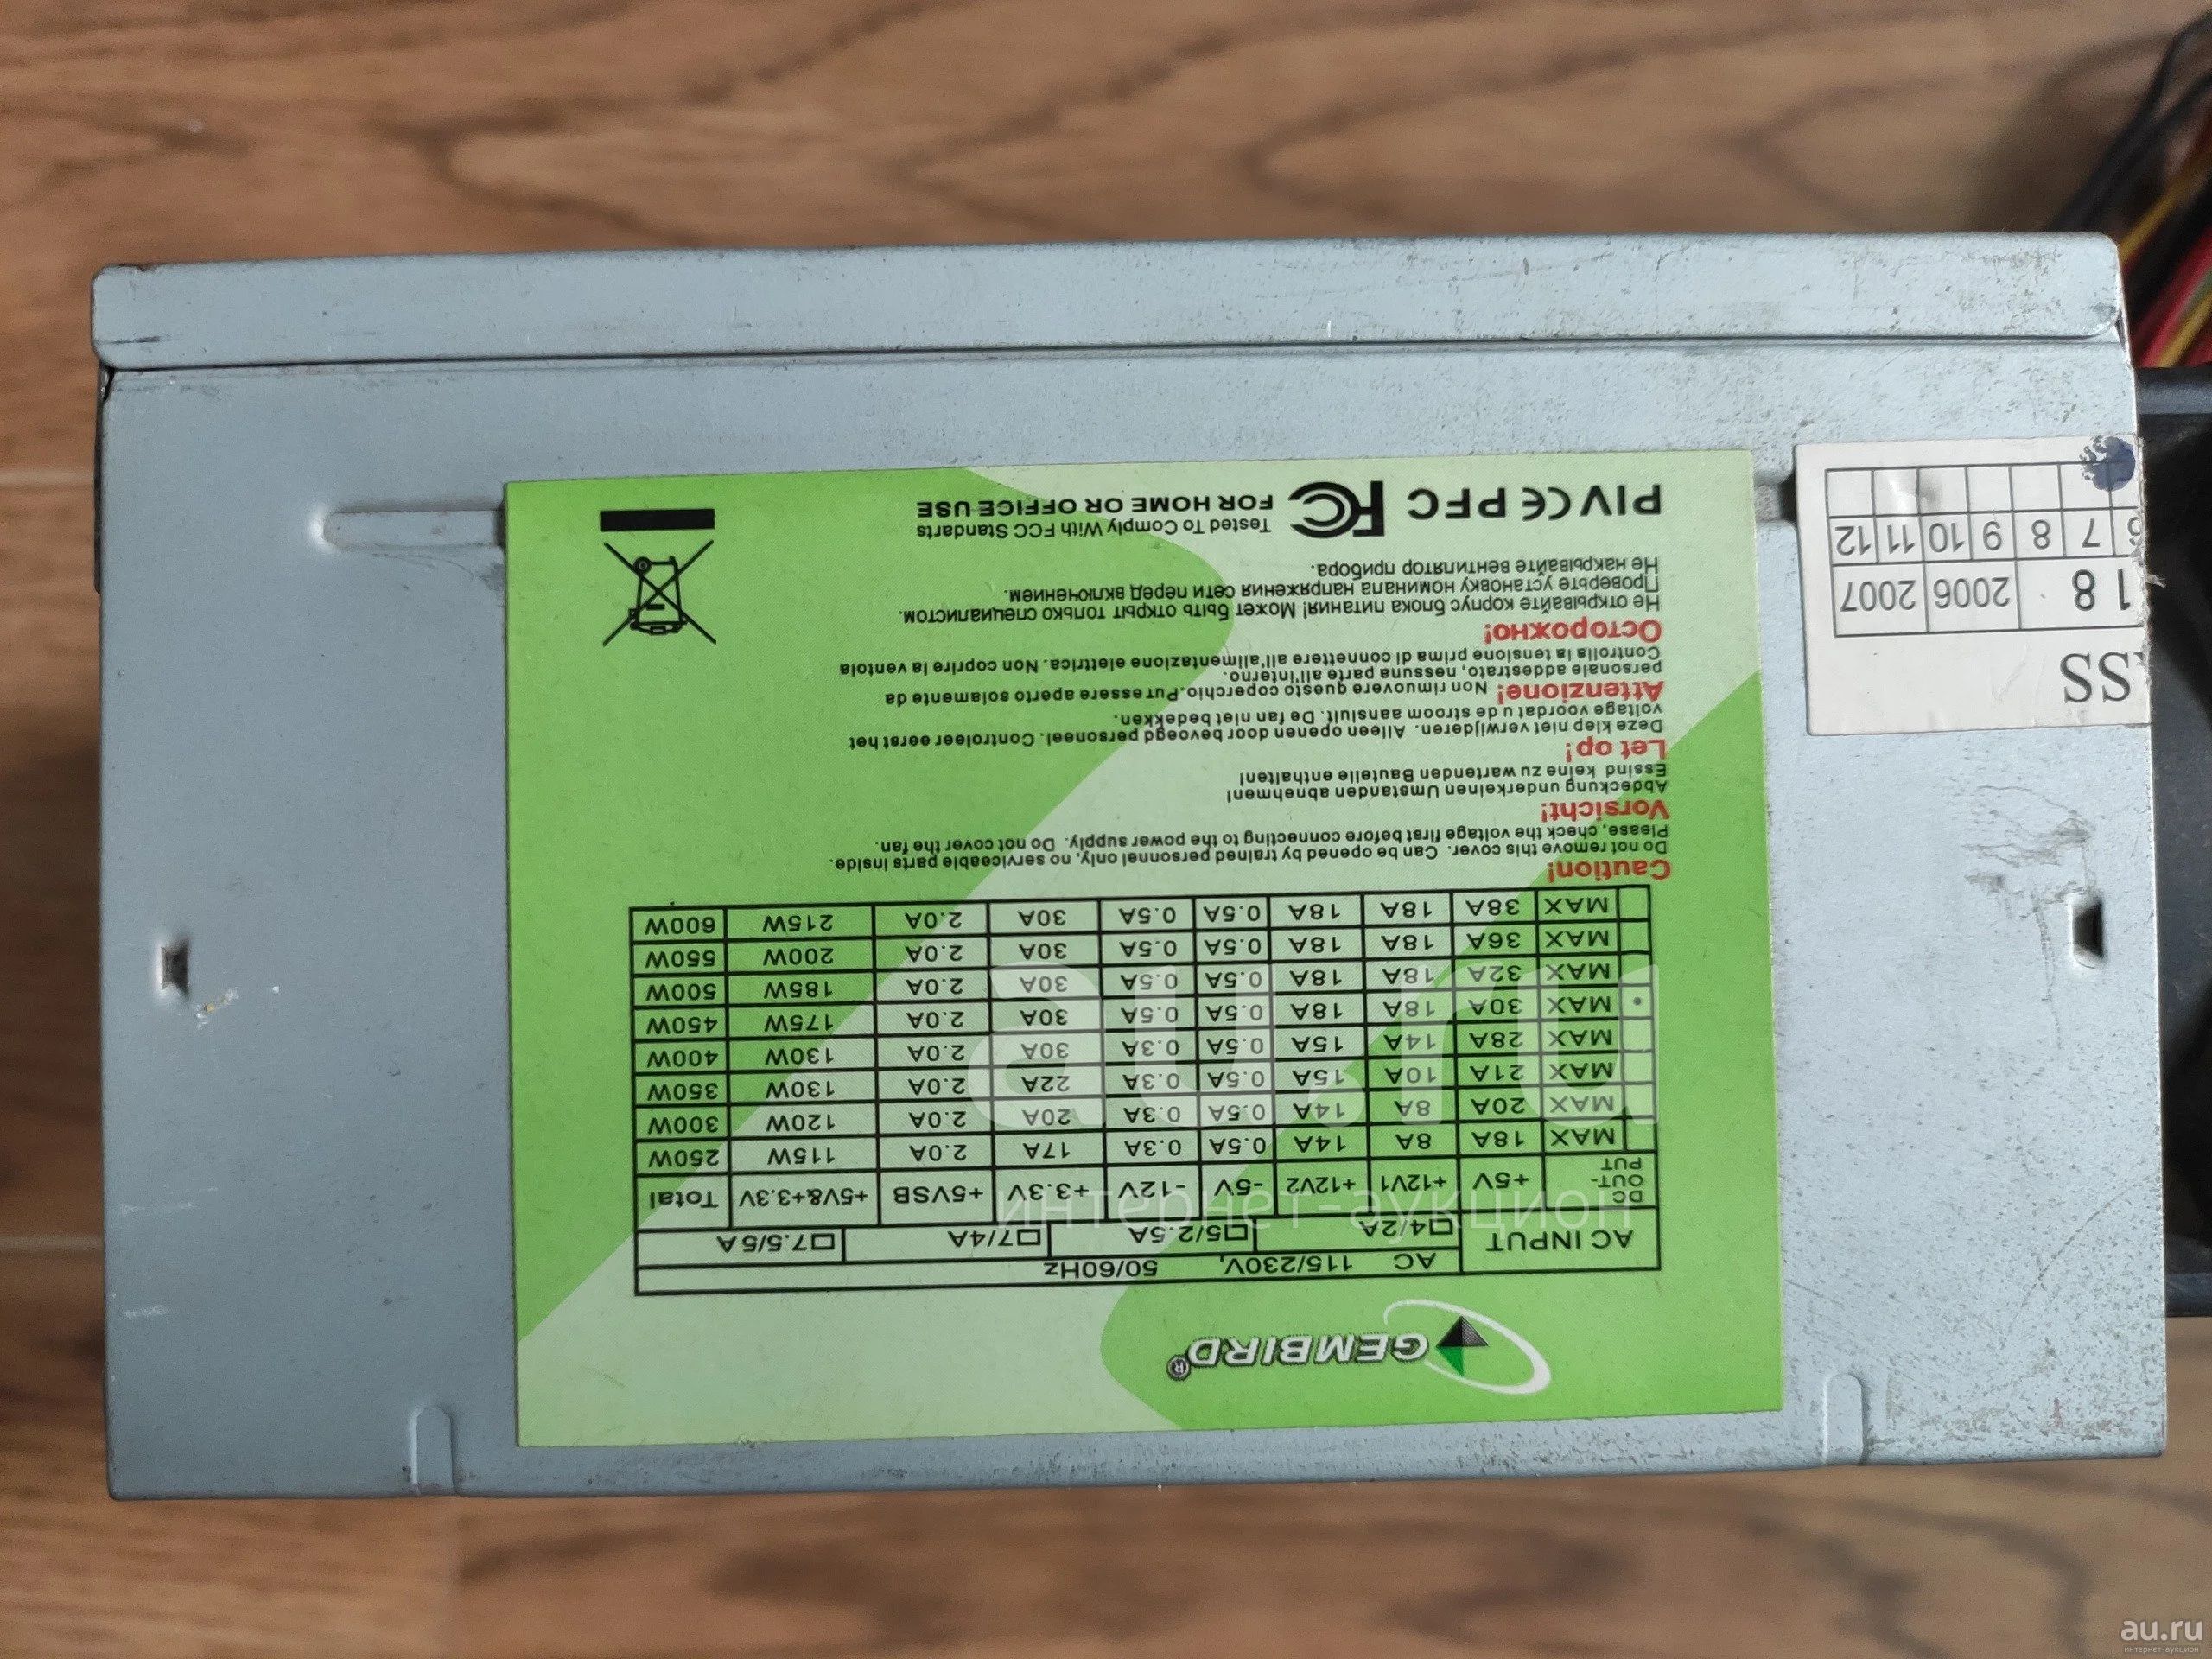 GEMBIRD®
AC INPUT AC 115/230V, 50/60Hz
□4/2A □5/2.5A □7/4A □7.5/5A
DC OUT-PUT +5V +12V1 +12V2 -5V -12V +3.3V +5VSB +5V&+3.3V Total
MAX 18A 8A 14A 0.5A 0.3A 17A 2.0A 115W 250W
MAX 20A 8A 14A 0.5A 0.3A 20A 2.0A 120W 300W
MAX 21A 10A 15A 0.5A 0.3A 22A 2.0A 130W 350W
MAX 28A 14A 15A 0.5A 0.3A 30A 2.0A 130W 400W
• MAX 30A 18A 18A 0.5A 0.5A 30A 2.0A 175W 450W
MAX 32A 18A 18A 0.5A 0.5A 30A 2.0A 185W 500W
MAX 36A 18A 18A 0.5A 0.5A 30A 2.0A 200W 550W
MAX 38A 18A 18A 0.5A 0.5A 30A 2.0A 215W 600W
Caution!
Do not remove this cover. Can be opened by trained personnel only, no serviceable parts inside.
Please, check the voltage first before connecting to the power supply. Do not cover the fan.
Vorsicht!
Abdeckung underkeinen Umstanden abnehmen!
Essind keine zu wartenden Bauteile enthalten!
Let op!
Deze klep niet verwijderen. Alleen openen door bevoegd personeel. Controleer eerst het
voltage voordat u de stroom aansluit. De fan niet bedekken.
Attenzione! Non rimuovere questo coperchio. Pur essere aperto solamente da
personale addestrato, nessuna parte all'interno.
Controlla la tensione prima di connettere all'alimentazione elettrica. Non coprire la ventola
Осторожно!
Не открывайте корпус блока питания! Может быть открыт только специалистом.
Проверьте установку номинала напряжения сети перед включением.
Не накрывайте вентилятор прибора.
PIV CE PFC FC Tested To Comply With FCC Standarts
FOR HOME OR OFFICE USE
SS
18 2006 2007
6 7 8 9 10 11 12
au.ru
интернет-аукцион
au.ru
интернет-аукцион